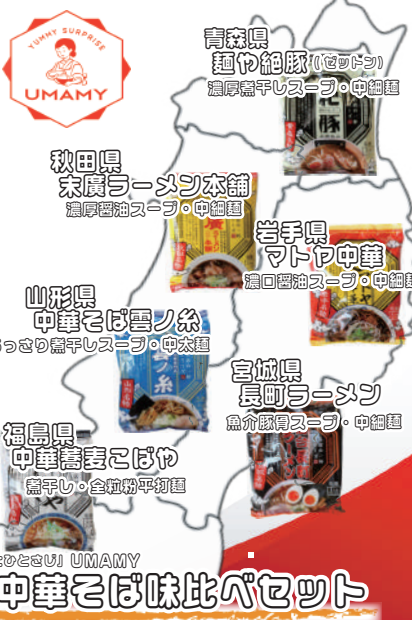 YUMMY SURPRISE
UMAMY
青森県
麺や絶豚(ゼットン)
濃厚煮干しスープ・中細麺
秋田県
末廣ラーメン本舗
濃厚醤油スープ・中細麺
岩手県
マトヤ中華
濃口醤油スープ・中細麺
山形県
中華そば雲ノ糸
あっさり煮干しスープ・中太麺
宮城県
長町ラーメン
魚介豚骨スープ・中細麺
福島県
中華蕎麦こばや
煮干し・全粒粉平打麺
ひとさじ」UMAMY
中華そば味比べセット